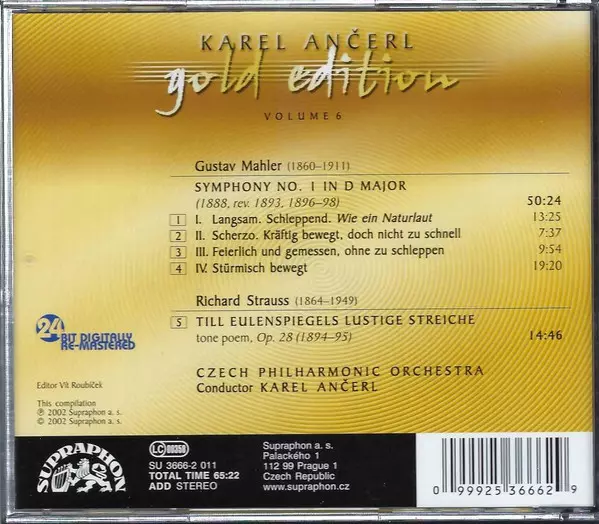 KAREL ANČERL
gold edition
VOLUME 6
Gustav Mahler (1860–1911)
SYMPHONY NO. 1 IN D MAJOR
(1888, rev. 1893, 1896–98) 50:24
1 I. Langsam. Schleppend. Wie ein Naturlaut 13:25
2 II. Scherzo. Kräftig bewegt, doch nicht zu schnell 7:37
3 III. Feierlich und gemessen, ohne zu schleppen 9:54
4 IV. Stürmisch bewegt 19:20
Richard Strauss (1864–1949)
5 TILL EULENSPIEGELS LUSTIGE STREICHE
tone poem, Op. 28 (1894–95) 14:46
CZECH PHILHARMONIC ORCHESTRA
Conductor KAREL ANČERL
24
BIT DIGITALLY
RE-MASTERED
Editor Vít Roubíček
This compilation
℗ 2002 Supraphon a. s.
© 2002 Supraphon a. s.
SUPRAPHON
LC 00358
SU 3666-2 011
TOTAL TIME 65:22
ADD STEREO
Supraphon a. s.
Palackého 1
112 99 Prague 1
Czech Republic
www.supraphon.cz
0 99925 36662 9